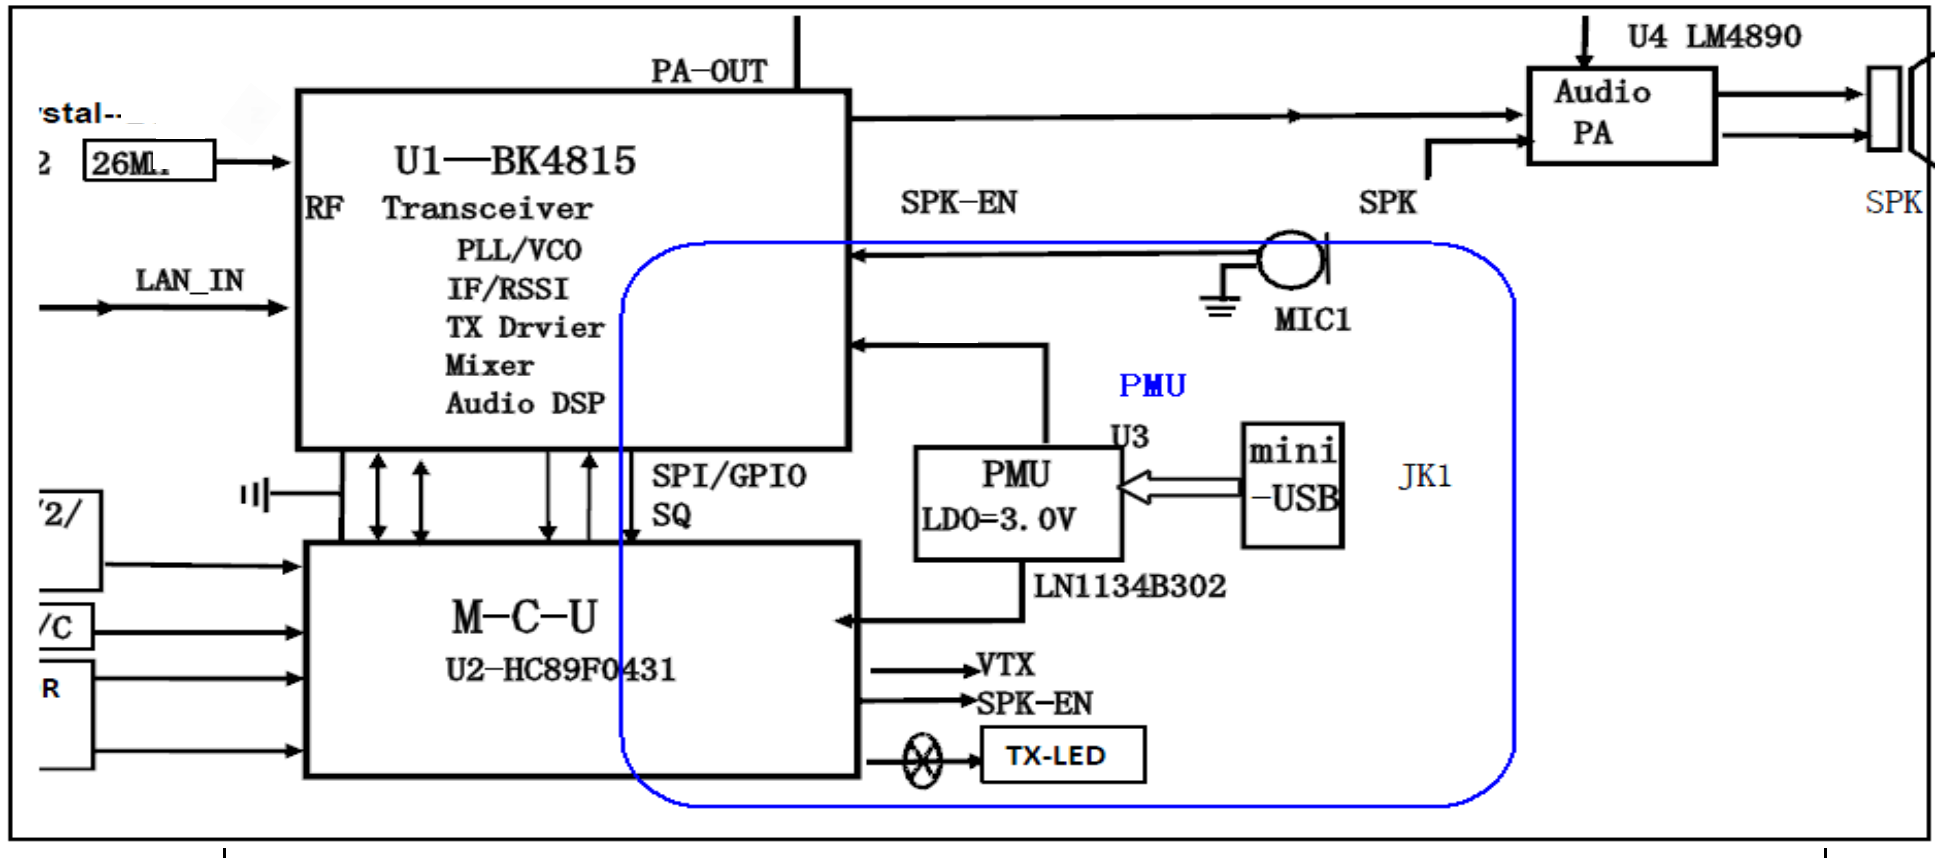 U4 LM4890
PA-OUT
Audio
PA
26M
U1—BK4815
RF Transceiver
SPK-EN
SPK
SPK
PLL/VCO
LAN_IN
IF/RSSI
TX Drvier
MIC1
Mixer
PMU
Audio DSP
U3
mini
-USB
JK1
PMU
LDO=3.0V
SPI/GPIO
SQ
/2/
LN1134B302
/C
M-C-U
U2-HC89F0431
VTX
SPK-EN
R
TX-LED